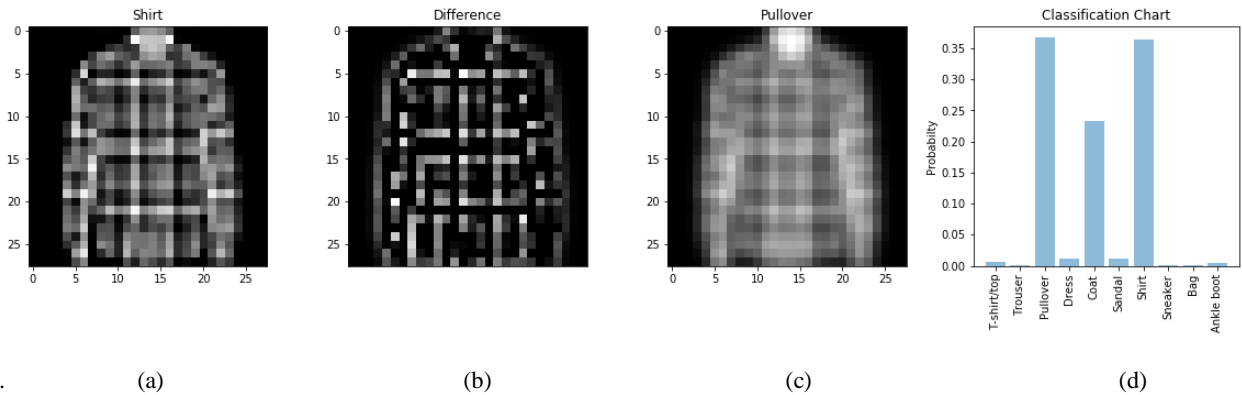 Shirt
Difference
Pullover
Classification Chart
0
5
10
15
20
25
0 5 10 15 20 25
0
5
10
15
20
25
0
5
10
15
20
25
0 5 10 15 20 25
Probabilty
0.35
0.30
0.25
0.20
0.15
0.10
0.05
0.00
T-shirt/top
Trouser
Pullover
Dress
Coat
Sandal
Shirt
Sneaker
Bag
Ankle boot
. (a) (b) (c) (d)